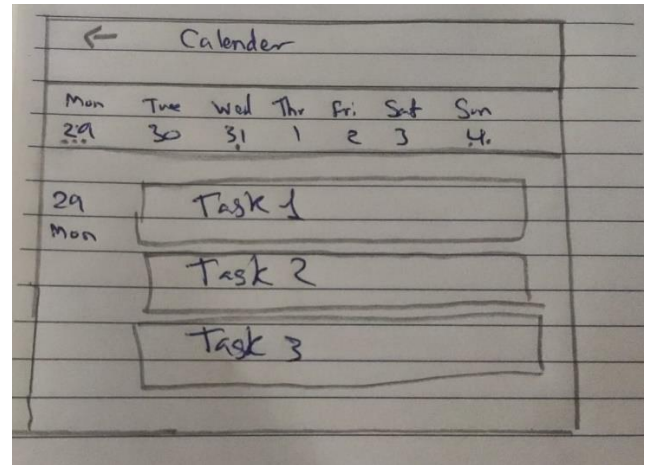 ← Calender
Mon Tue Wed Thr Fri. Sat Sun
29 30 31 1 2 3 4
29 Task 1
Mon
Task 2
Task 3